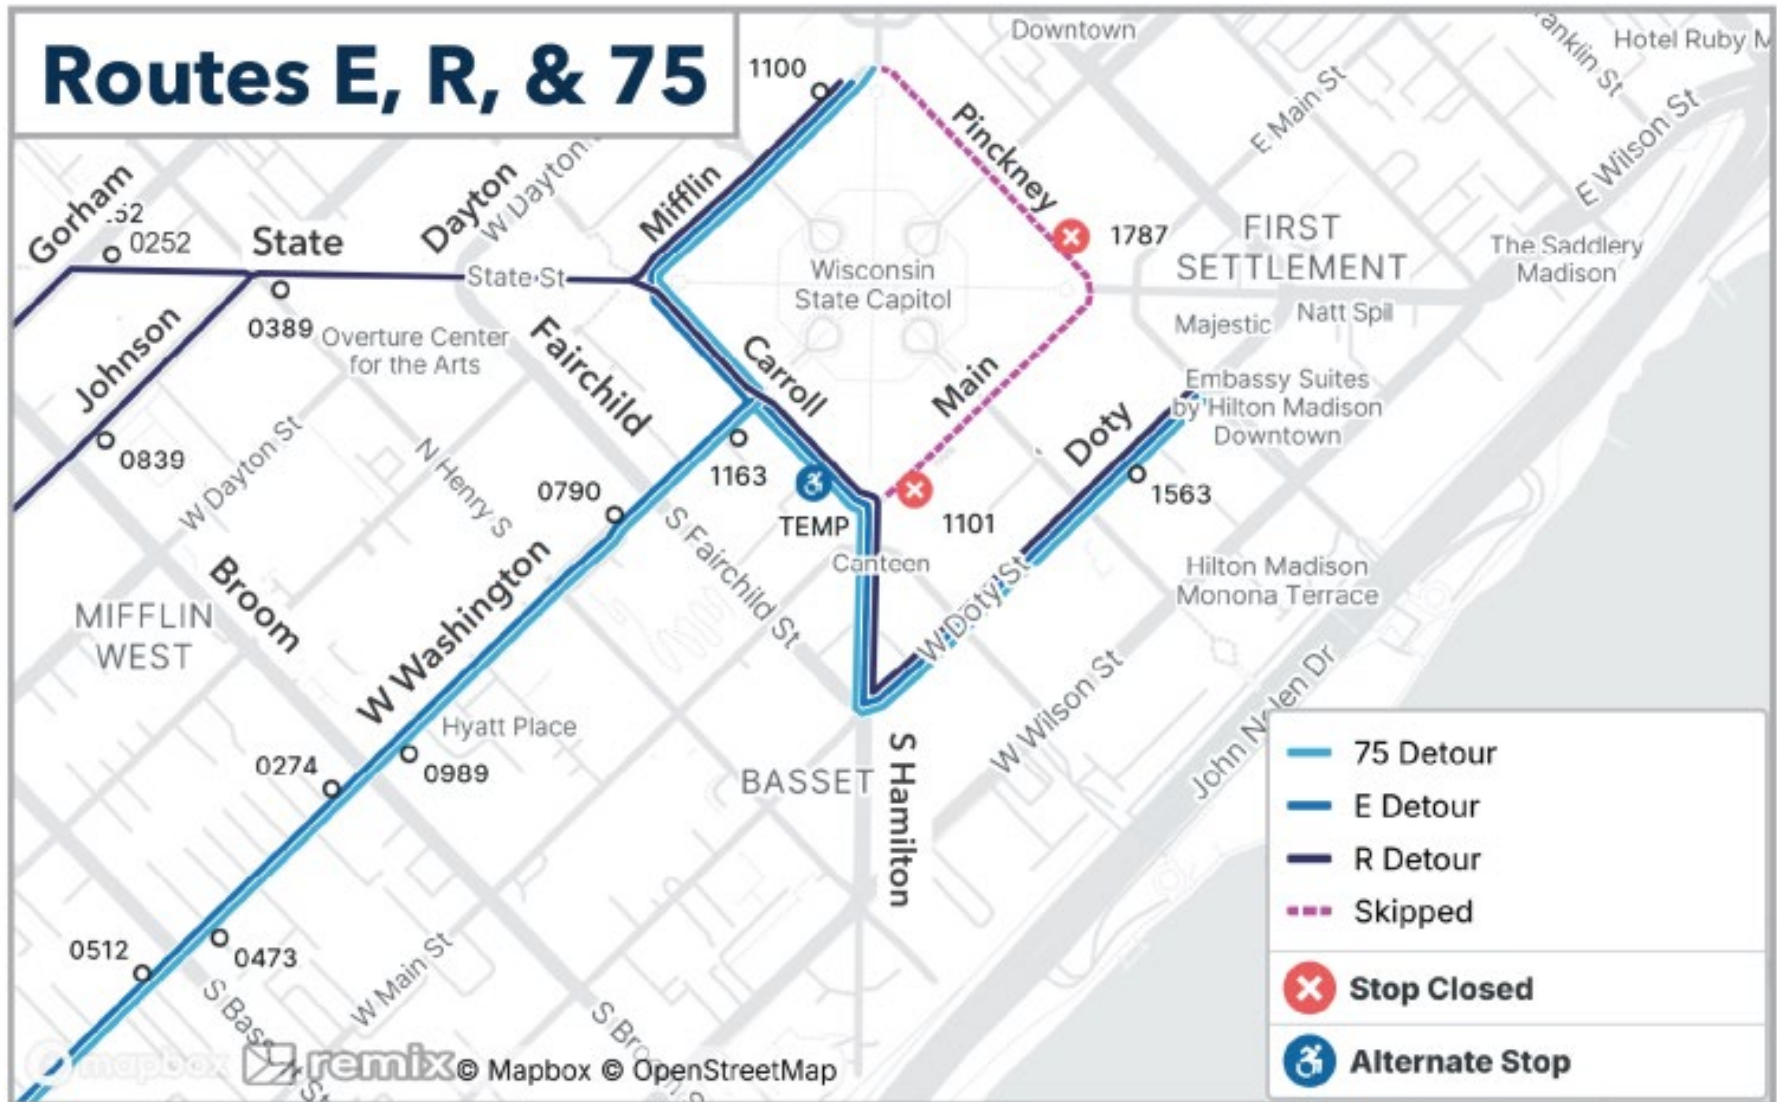 Routes E, R, & 75
1100
Downtown
Hotel Ruby M
E Main St
E Wilson St
Pinckney
Mifflin
Dayton
W Dayton
Gorham
0252
State
State St
1787
FIRST
SETTLEMENT
The Saddlery
Madison
Wisconsin
State Capitol
Natt Spil
Majestic
0389
Overture Center
for the Arts
Johnson
Fairchild
Carroll
Main
Doty
Embassy Suites
by Hilton Madison
Downtown
0839
W Dayton St
N Henry S
0790
1163
TEMP
1101
1563
Canteen
S Fairchild St
W Doty St
Hilton Madison
Monona Terrace
MIFFLIN
WEST
Broom
W Washington
Hyatt Place
W Wilson St
John Nolen Dr
0274
0989
BASSET
S Hamilton
0512
0473
W Main St
75 Detour
E Detour
R Detour
Skipped
Stop Closed
Alternate Stop
mapbox
remix © Mapbox © OpenStreetMap